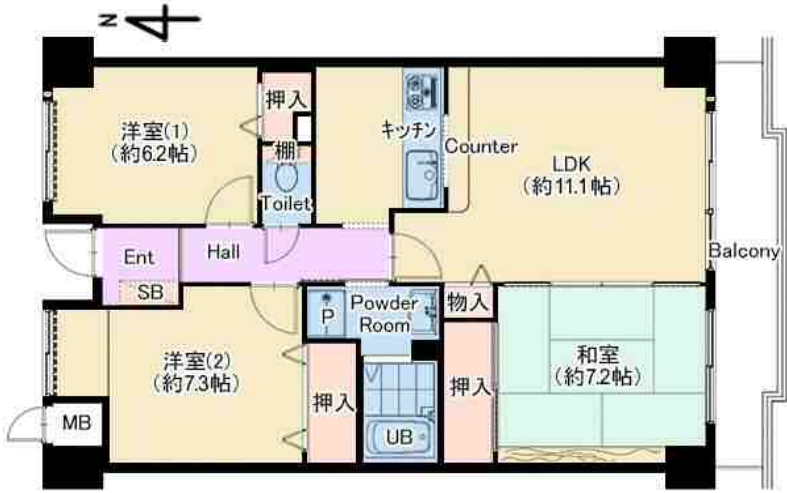 N
洋室(1)
(約6.2帖)
押入
棚
Toilet
キッチン
Counter
LDK
(約11.1帖)
Balcony
Ent
SB
Hall
洋室(2)
(約7.3帖)
MB
押入
P
Powder
Room
UB
物入
押入
和室
(約7.2帖)